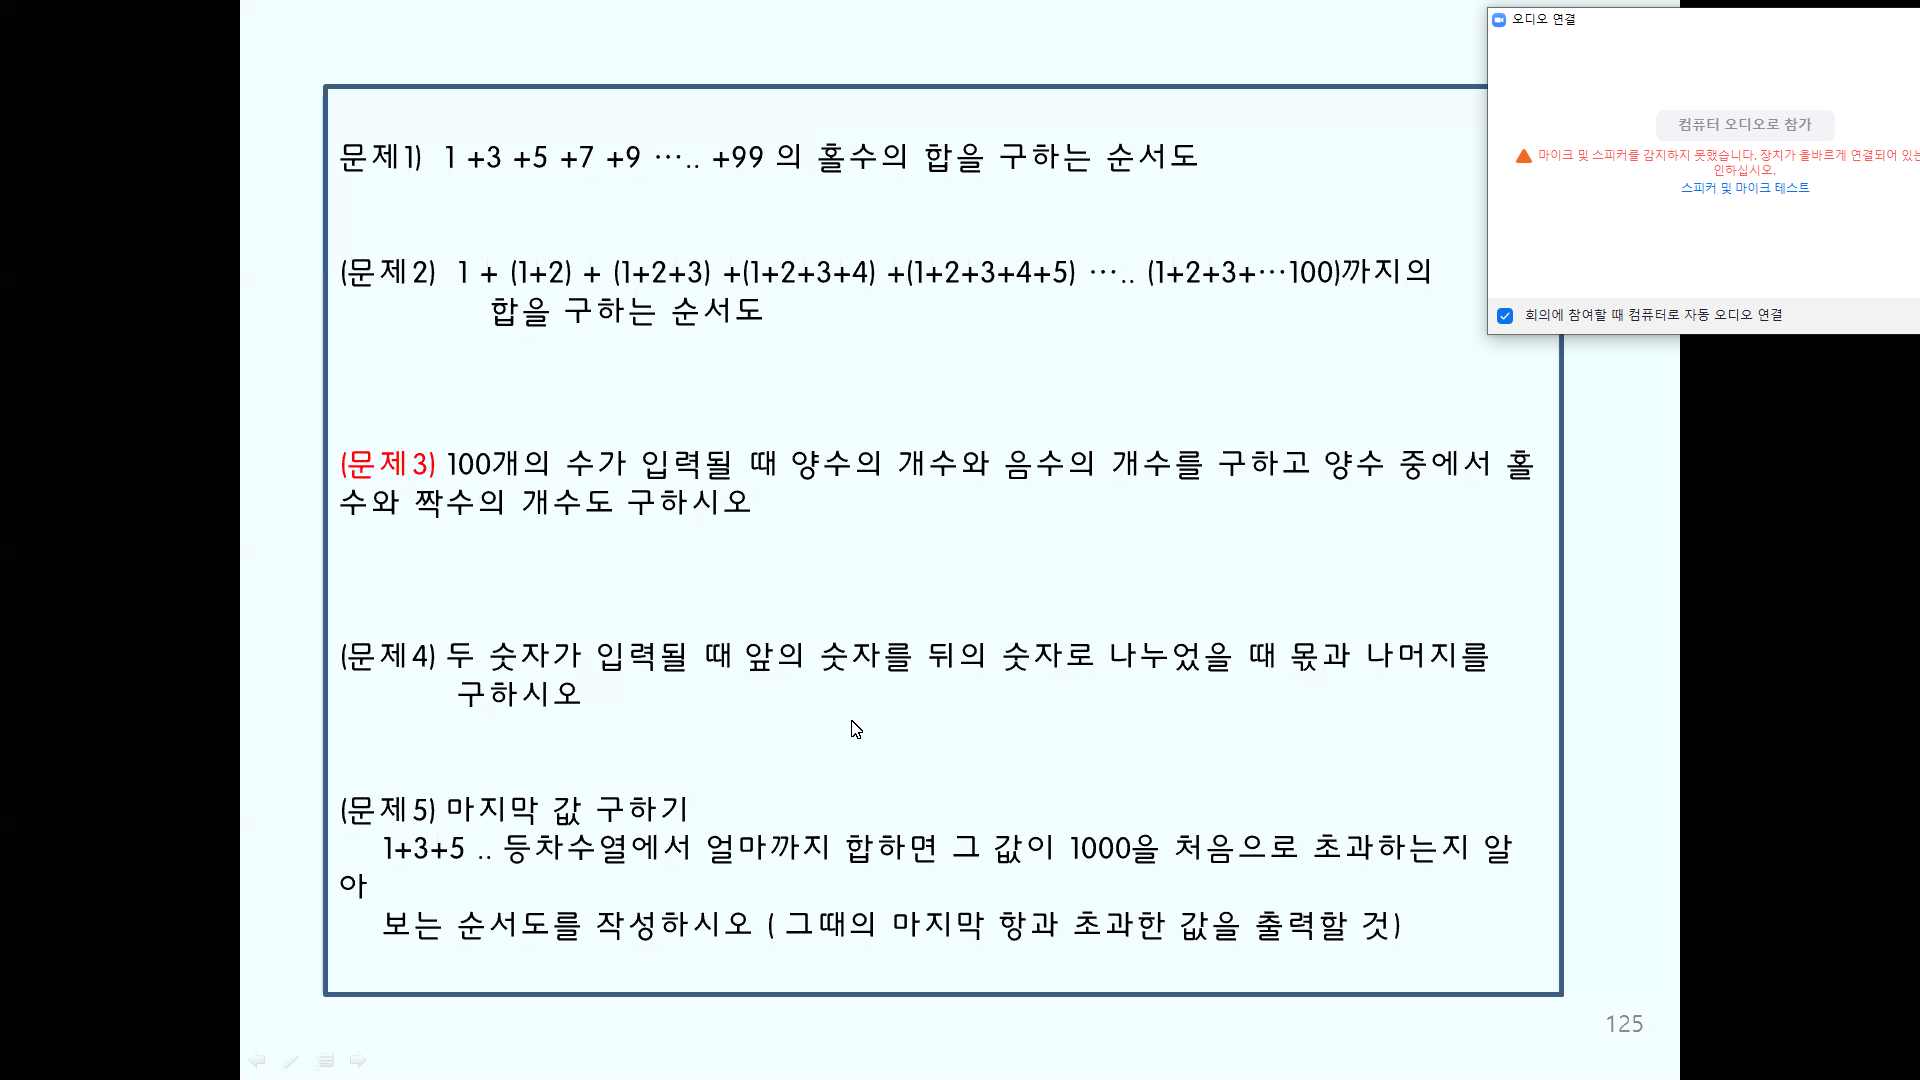 오디오 연결
컴퓨터 오디오로 참가
마이크 및 스피커를 감지하지 못했습니다. 장치가 올바르게 연결되어 있는
인하십시오.
스피커 및 마이크 테스트
회의에 참여할 때 컴퓨터로 자동 오디오 연결
문제1) 1 +3 +5 +7 +9 ….. +99 의 홀수의 합을 구하는 순서도
(문제2) 1 + (1+2) + (1+2+3) +(1+2+3+4) +(1+2+3+4+5) ….. (1+2+3+…100)까지의
합을 구하는 순서도
(문제3) 100개의 수가 입력될 때 양수의 개수와 음수의 개수를 구하고 양수 중에서 홀
수와 짝수의 개수도 구하시오
(문제4) 두 숫자가 입력될 때 앞의 숫자를 뒤의 숫자로 나누었을 때 몫과 나머지를
구하시오
(문제5) 마지막 값 구하기
1+3+5 .. 등차수열에서 얼마까지 합하면 그 값이 1000을 처음으로 초과하는지 알
아
보는 순서도를 작성하시오 ( 그때의 마지막 항과 초과한 값을 출력할 것)
125